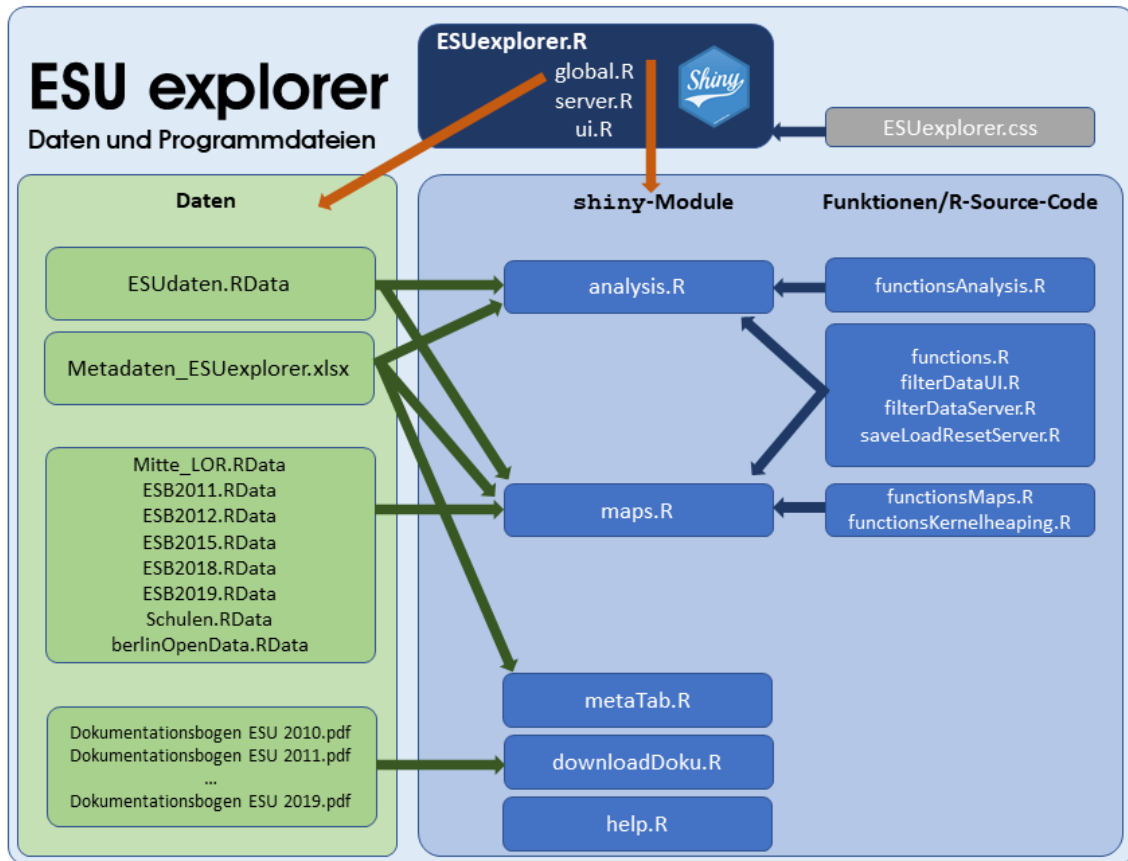 ESU explorer
Daten und Programmdateien
ESUexplorer.R
global.R
server.R
ui.R
Shiny
ESUexplorer.css
Daten
ESUdaten.RData
Metadaten_ESUexplorer.xlsx
Mitte_LOR.RData
ESB2011.RData
ESB2012.RData
ESB2015.RData
ESB2018.RData
ESB2019.RData
Schulen.RData
berlinOpenData.RData
Dokumentationsbogen ESU 2010.pdf
Dokumentationsbogen ESU 2011.pdf
...
Dokumentationsbogen ESU 2019.pdf
shiny-Module
analysis.R
maps.R
metaTab.R
downloadDoku.R
help.R
Funktionen/R-Source-Code
functionsAnalysis.R
functions.R
filterDataUI.R
filterDataServer.R
saveLoadResetServer.R
functionsMaps.R
functionsKernelheaping.R